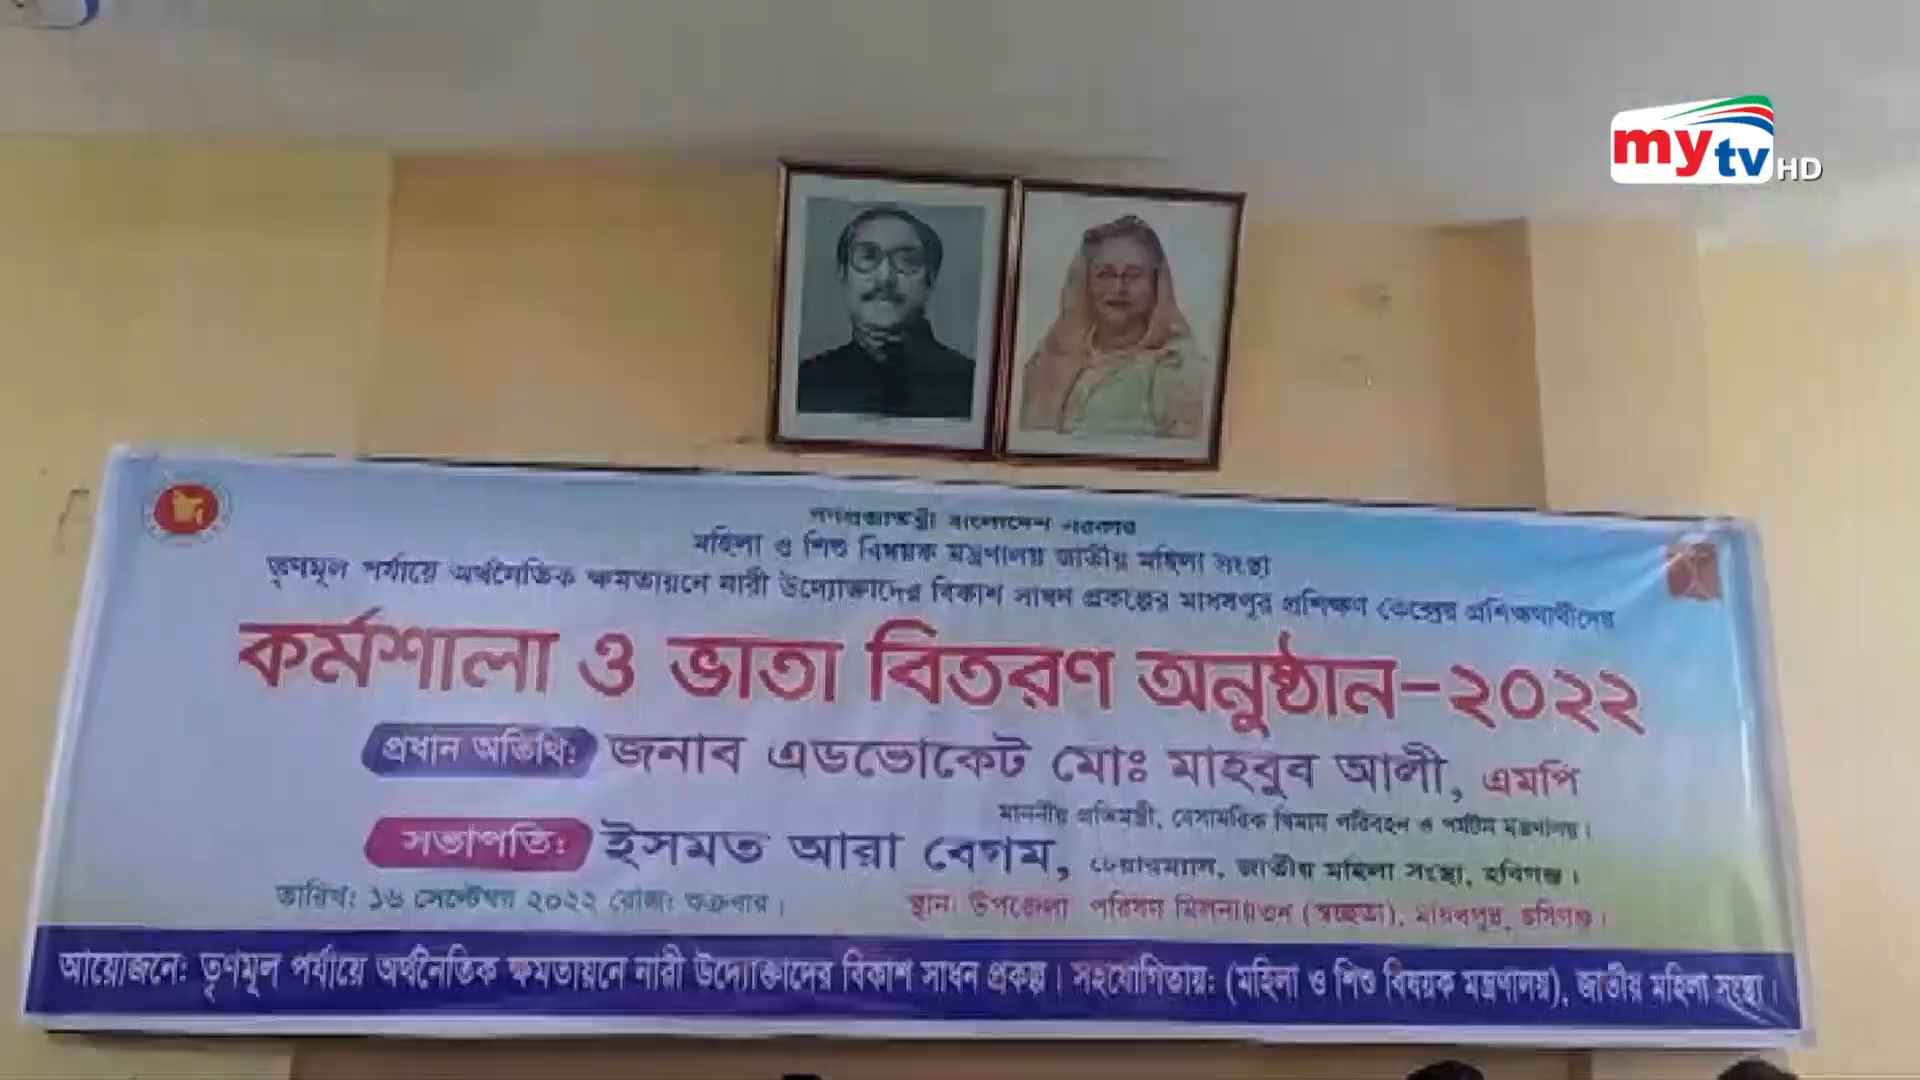 my tv HD
গণপ্রজাতন্ত্রী বাংলাদেশ সরকার
মহিলা ও শিশু বিষয়ক মন্ত্রণালয় জাতীয় মহিলা সংস্থা
তৃণমূল পর্যায়ে অর্থনৈতিক ক্ষমতায়নে নারী উদ্যোক্তাদের বিকাশ সাধন প্রকল্পের মাধবপুর প্রশিক্ষণ কেন্দ্রের প্রশিক্ষণার্থীদের
কর্মশালা ও ভাতা বিতরণ অনুষ্ঠান-২০২২
প্রধান অতিথি: জনাব এডভোকেট মোঃ মাহবুব আলী, এমপি
মাননীয় প্রতিমন্ত্রী, বেসামরিক বিমান পরিবহন ও পর্যটন মন্ত্রণালয়।
সভাপতি: ইসমত আরা বেগম, চেয়ারম্যান, জাতীয় মহিলা সংস্থা, হবিগঞ্জ।
তারিখ: ১৬ সেপ্টেম্বর ২০২২ রোজ: শুক্রবার।
স্থান: উপজেলা পরিষদ মিলনায়তন (স্বচ্ছতা), মাধবপুর, হবিগঞ্জ।
আয়োজনে: তৃণমূল পর্যায়ে অর্থনৈতিক ক্ষমতায়নে নারী উদ্যোক্তাদের বিকাশ সাধন প্রকল্প। সহযোগিতায়: (মহিলা ও শিশু বিষয়ক মন্ত্রণালয়), জাতীয় মহিলা সংস্থা।